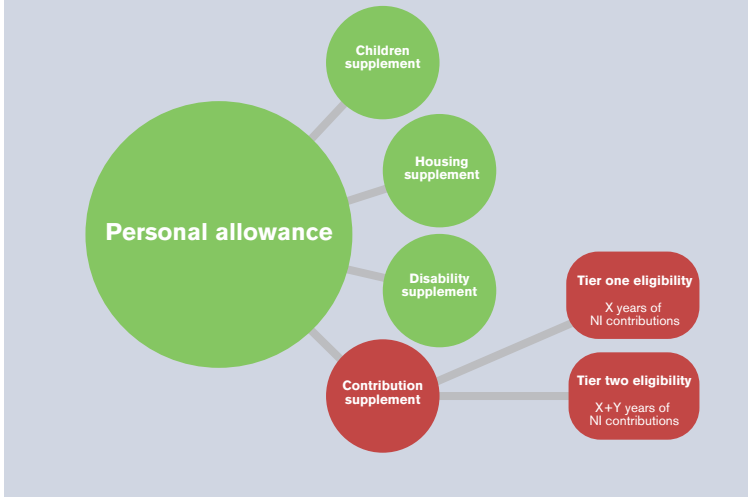 Children
supplement
Housing
supplement
Personal allowance
Disability
supplement
Contribution
supplement
Tier one eligibility
X years of
NI contributions
Tier two eligibility
X+Y years of
NI contributions